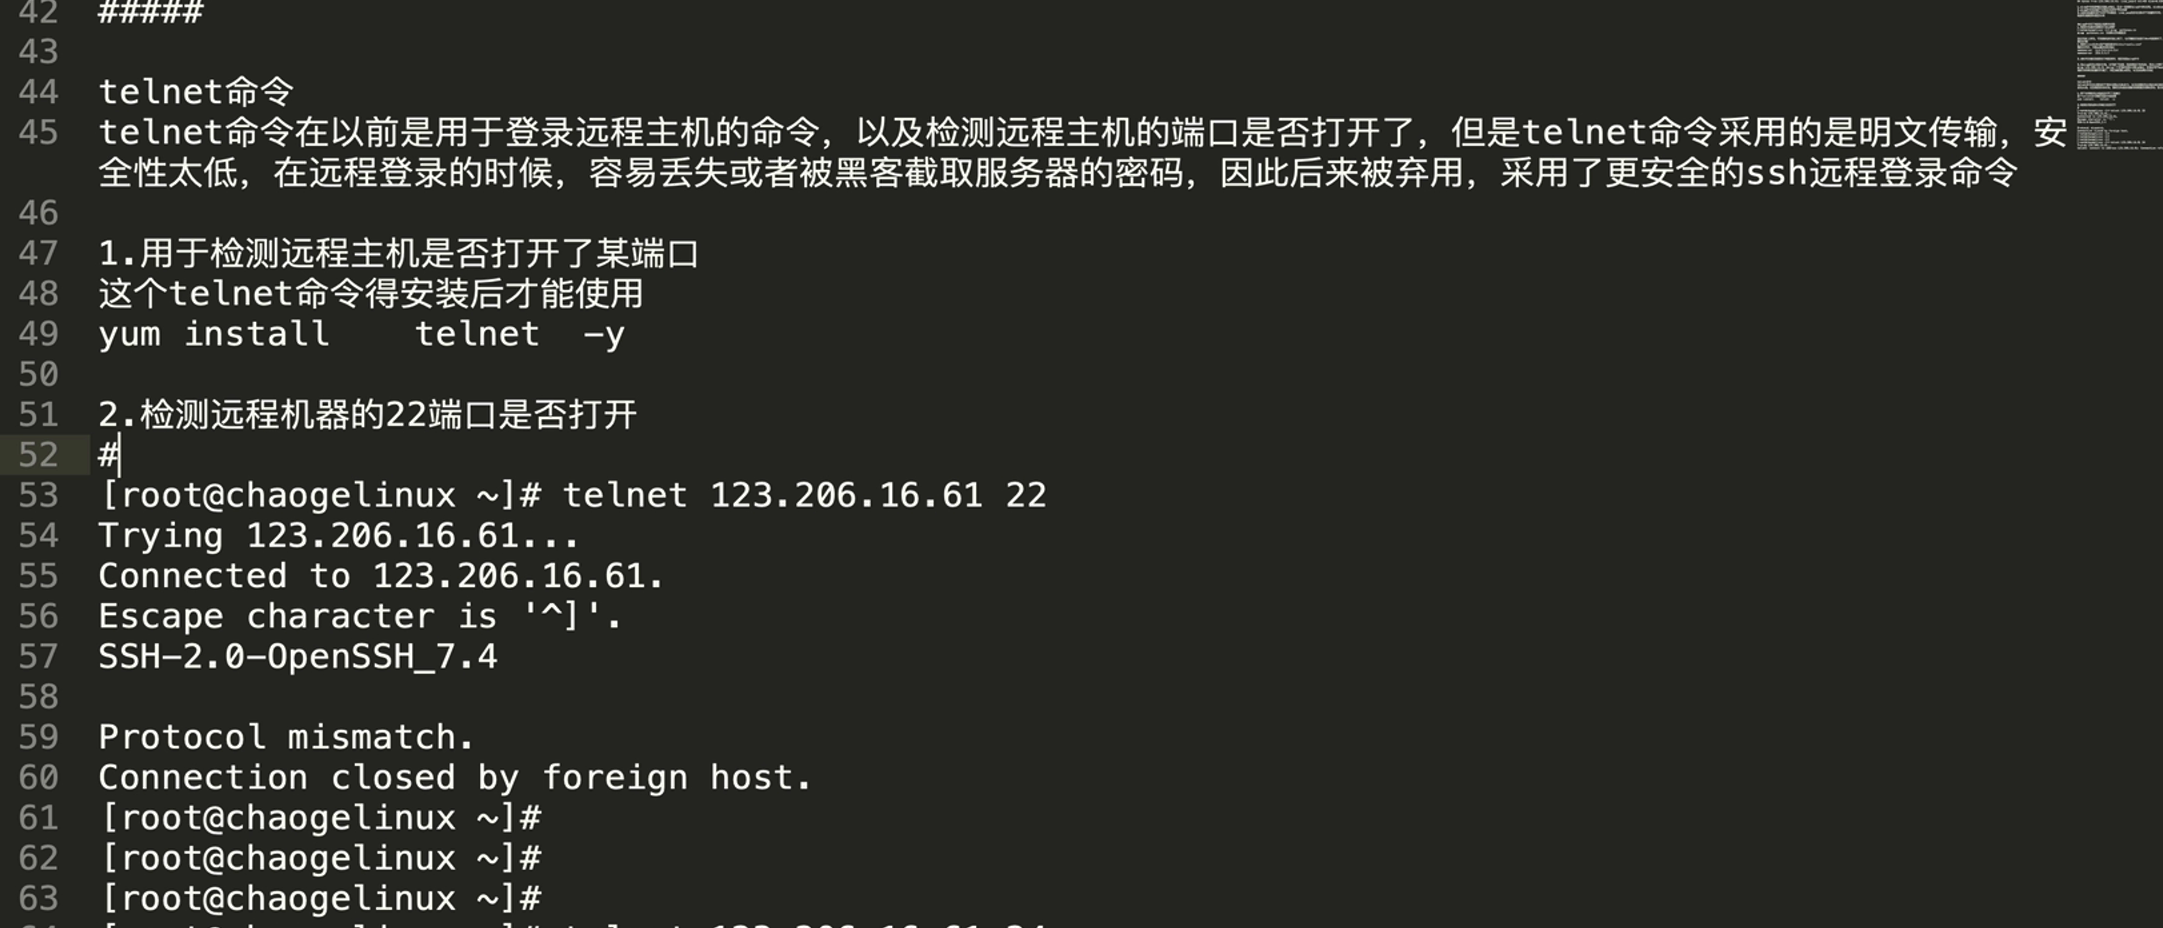 42 #####
43
44 telnet命令
45 telnet命令在以前是用于登录远程主机的命令，以及检测远程主机的端口是否打开了，但是telnet命令采用的是明文传输，安
全性太低，在远程登录的时候，容易丢失或者被黑客截取服务器的密码，因此后来被弃用，采用了更安全的ssh远程登录命令
46
47 1.用于检测远程主机是否打开了某端口
48 这个telnet命令得安装后才能使用
49 yum install    telnet  -y
50
51 2.检测远程机器的22端口是否打开
52 #
53 [root@chaogelinux ~]# telnet 123.206.16.61 22
54 Trying 123.206.16.61...
55 Connected to 123.206.16.61.
56 Escape character is '^]'.
57 SSH-2.0-OpenSSH_7.4
58
59 Protocol mismatch.
60 Connection closed by foreign host.
61 [root@chaogelinux ~]#
62 [root@chaogelinux ~]#
63 [root@chaogelinux ~]#